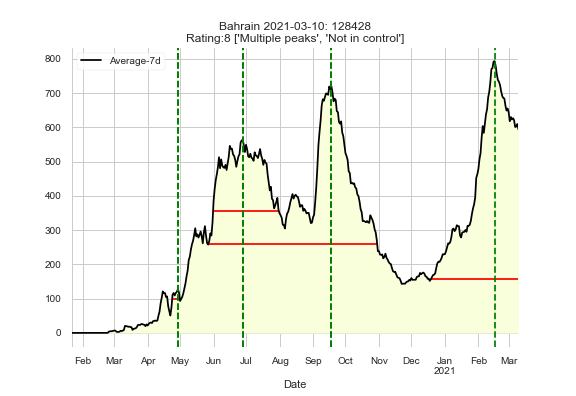 Bahrain 2021-03-10: 128428
Rating:8 ['Multiple peaks', 'Not in control']
Average-7d
800
700
600
500
400
300
200
100
0
Feb Mar Apr May Jun Jul Aug Sep Oct Nov Dec Jan Feb Mar
2021
Date